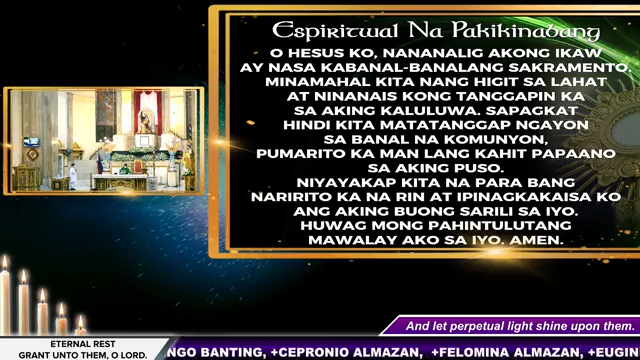 Espiritwal Na Pakikinabang
O HESUS KO, NANANALIG AKONG IKAW
AY NASA KABANAL-BANALANG SAKRAMENTO.
MINAMAHAL KITA NANG HIGIT SA LAHAT
AT NINANAIS KONG TANGGAPIN KA
SA AKING KALULUWA. SAPAGKAT
HINDI KITA MATATANGGAP NGAYON
SA BANAL NA KOMUNYON,
PUMARITO KA MAN LANG KAHIT PAPAANO
SA AKING PUSO.
NIYAYAKAP KITA NA PARA BANG
NARIRITO KA NA RIN AT IPINAGKAKAISA KO
ANG AKING BUONG SARILI SA IYO.
HUWAG MONG PAHINTULUTANG
MAWALAY AKO SA IYO. AMEN.
And let perpetual light shine upon them.
ETERNAL REST
GRANT UNTO THEM, O LORD.
NGO BANTING, +CEPRONIO ALMAZAN, +FELOMINA ALMAZAN, +EUGIN